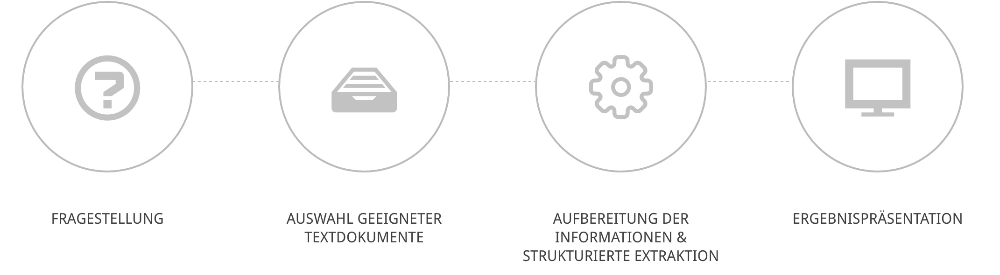 FRAGESTELLUNG
AUSWAHL GEEIGNETER
TEXTDOKUMENTE
AUFBEREITUNG DER
INFORMATIONEN &
STRUKTURIERTE EXTRAKTION
ERGEBNISPRÄSENTATION